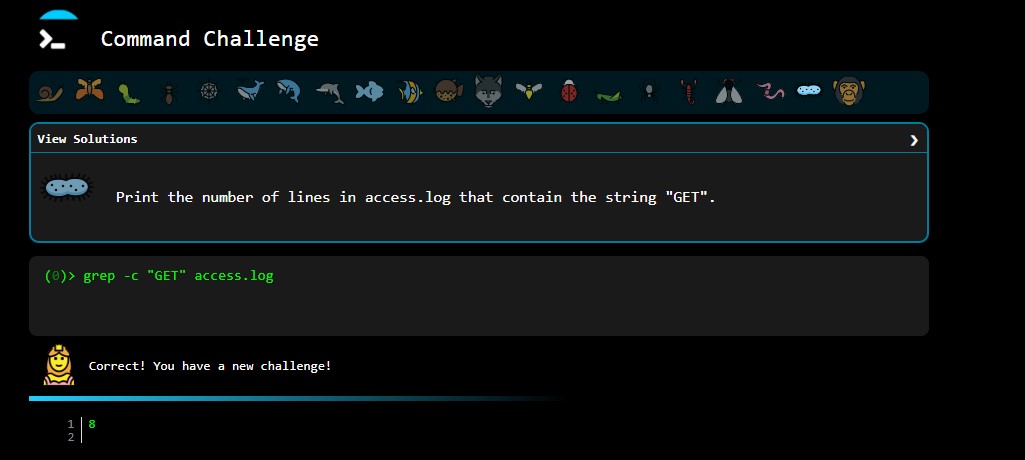 Command Challenge
View Solutions
Print the number of lines in access.log that contain the string "GET".
(0)> grep -c "GET" access.log
Correct! You have a new challenge!
1 8
2